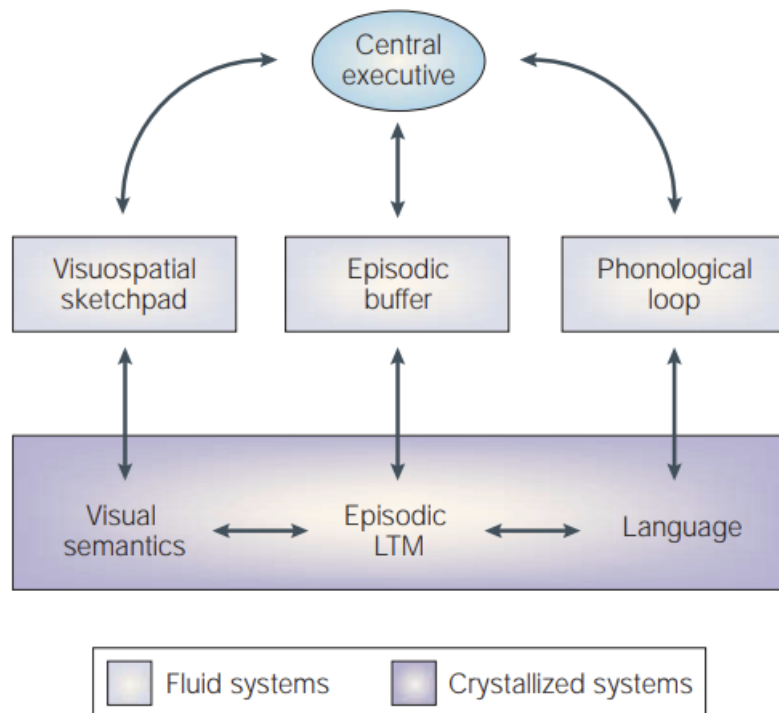 Central
executive
Visuospatial
sketchpad
Episodic
buffer
Phonological
loop
Visual
semantics
Episodic
LTM
Language
Fluid systems
Crystallized systems